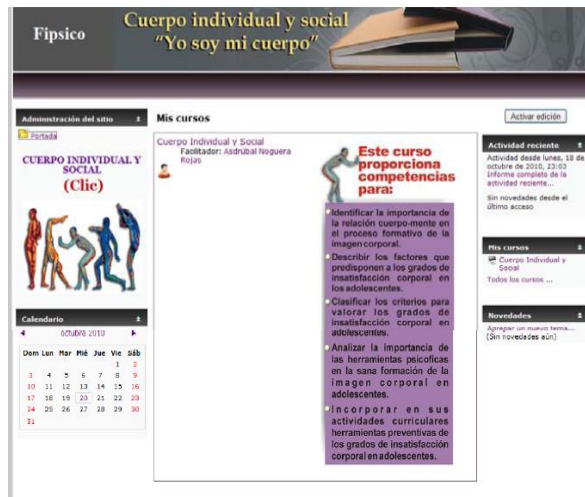 Fipsico
Cuerpo individual y social
“Yo soy mi cuerpo”
Administración del sitio
Portada
CUERPO INDIVIDUAL Y
SOCIAL
(Clic)
Calendario
octubre 2010
Dom Lun Mar Mié Jue Vie Sáb
1 2
3 4 5 6 7 8 9
10 11 12 13 14 15 16
17 18 19 20 21 22 23
24 25 26 27 28 29 30
31
Mis cursos
Cuerpo Individual y Social
Facilitador: Asdrúbal Noguera
Rojas
Este curso
proporciona
competencias
para:
Identificar la importancia de
la relación cuerpo-mente en
el proceso formativo de la
imagen corporal.
Describir los factores que
predisponen a los grados de
insatisfacción corporal en
los adolescentes.
Clasificar los criterios para
valorar los grados de
insatisfacción corporal en
adolescentes.
Analizar la importancia de
las herramientas psicoficas
en la sana formación de la
imagen corporal en
adolescentes.
Incorporar en sus
actividades curriculares
herramientas preventivas de
los grados de insatisfacción
corporal en adolescentes.
Activar edición
Actividad reciente
Actividad desde lunes, 18 de
octubre de 2010, 23:03
Informe completo de la
actividad reciente...
Sin novedades desde el
último acceso
Mis cursos
Cuerpo Individual y
Social
Todos los cursos ...
Novedades
Agregar un nuevo tema...
(Sin novedades aún)